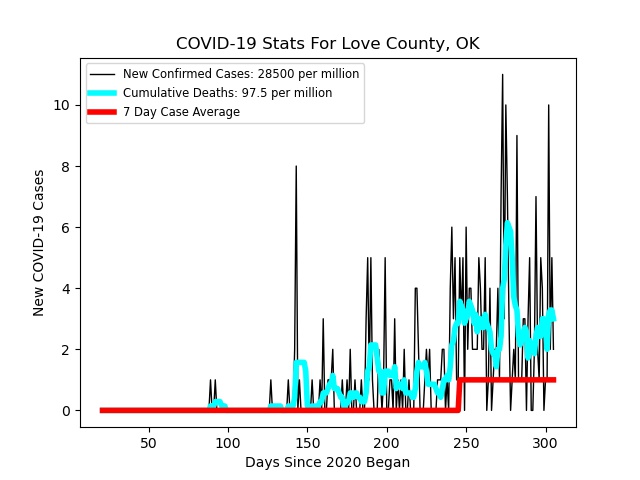 COVID-19 Stats For Love County, OK
New Confirmed Cases: 28500 per million
Cumulative Deaths: 97.5 per million
7 Day Case Average
New COVID-19 Cases
10
8
6
4
2
0
50 100 150 200 250 300
Days Since 2020 Began